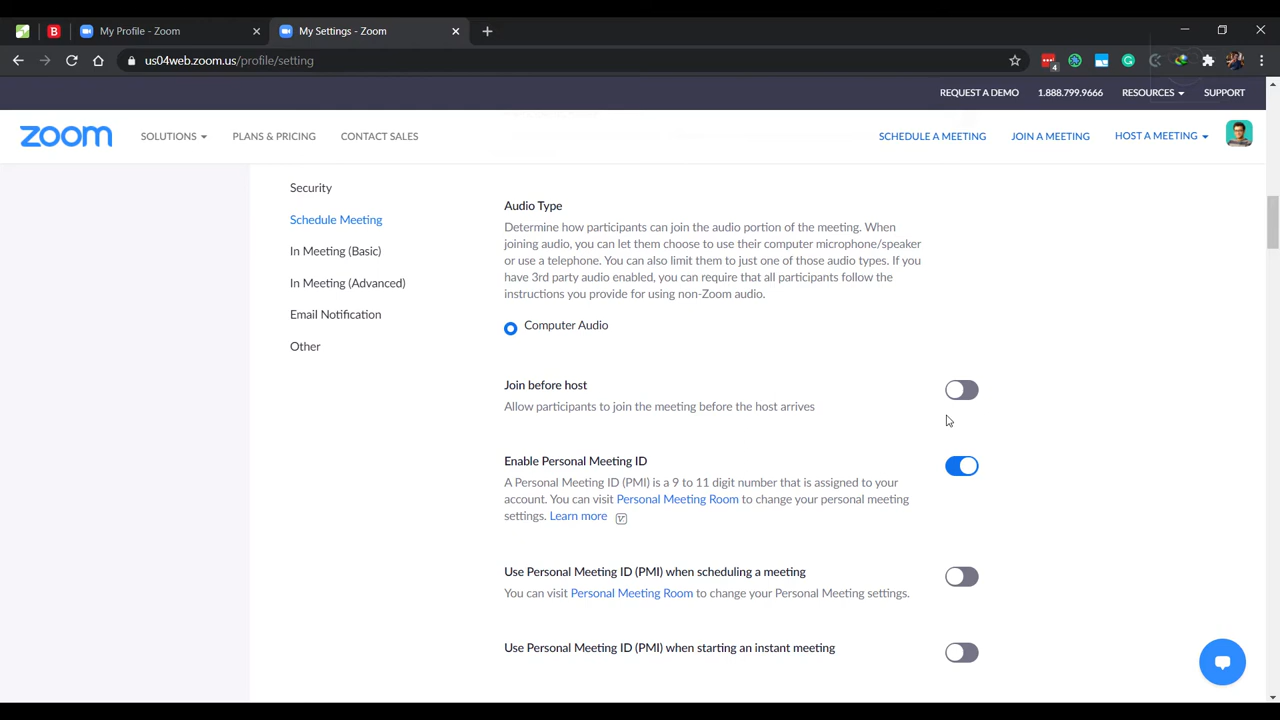 My Profile - Zoom
My Settings - Zoom
us04web.zoom.us/profile/setting
4
REQUEST A DEMO 1.888.799.9666 RESOURCES SUPPORT
zoom SOLUTIONS PLANS & PRICING CONTACT SALES SCHEDULE A MEETING JOIN A MEETING HOST A MEETING
Security
Schedule Meeting
In Meeting (Basic)
In Meeting (Advanced)
Email Notification
Other
Audio Type
Determine how participants can join the audio portion of the meeting. When
joining audio, you can let them choose to use their computer microphone/speaker
or use a telephone. You can also limit them to just one of those audio types. If you
have 3rd party audio enabled, you can require that all participants follow the
instructions you provide for using non-Zoom audio.
Computer Audio
Join before host
Allow participants to join the meeting before the host arrives
Enable Personal Meeting ID
A Personal Meeting ID (PMI) is a 9 to 11 digit number that is assigned to your
account. You can visit Personal Meeting Room to change your personal meeting
settings. Learn more
Use Personal Meeting ID (PMI) when scheduling a meeting
You can visit Personal Meeting Room to change your Personal Meeting settings.
Use Personal Meeting ID (PMI) when starting an instant meeting